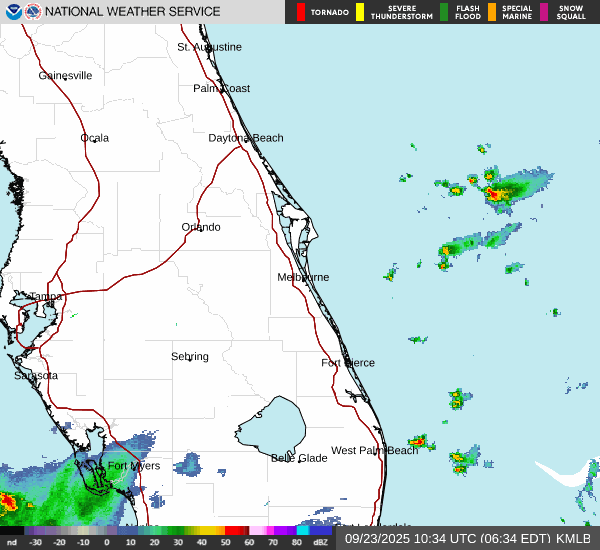 NATIONAL WEATHER SERVICE
TORNADO
SEVERE THUNDERSTORM
FLASH FLOOD
SPECIAL MARINE
SNOW SQUALL
St. Augustine
Gainesville
Palm Coast
Ocala
Daytona Beach
Orlando
Melbourne
Tampa
Sebring
Fort Pierce
Sarasota
West Palm Beach
Belle Glade
Fort Myers
nd -30 -20 -10 0 10 20 30 40 50 60 70 80 dBZ
09/23/2025 10:34 UTC (06:34 EDT) KMLB